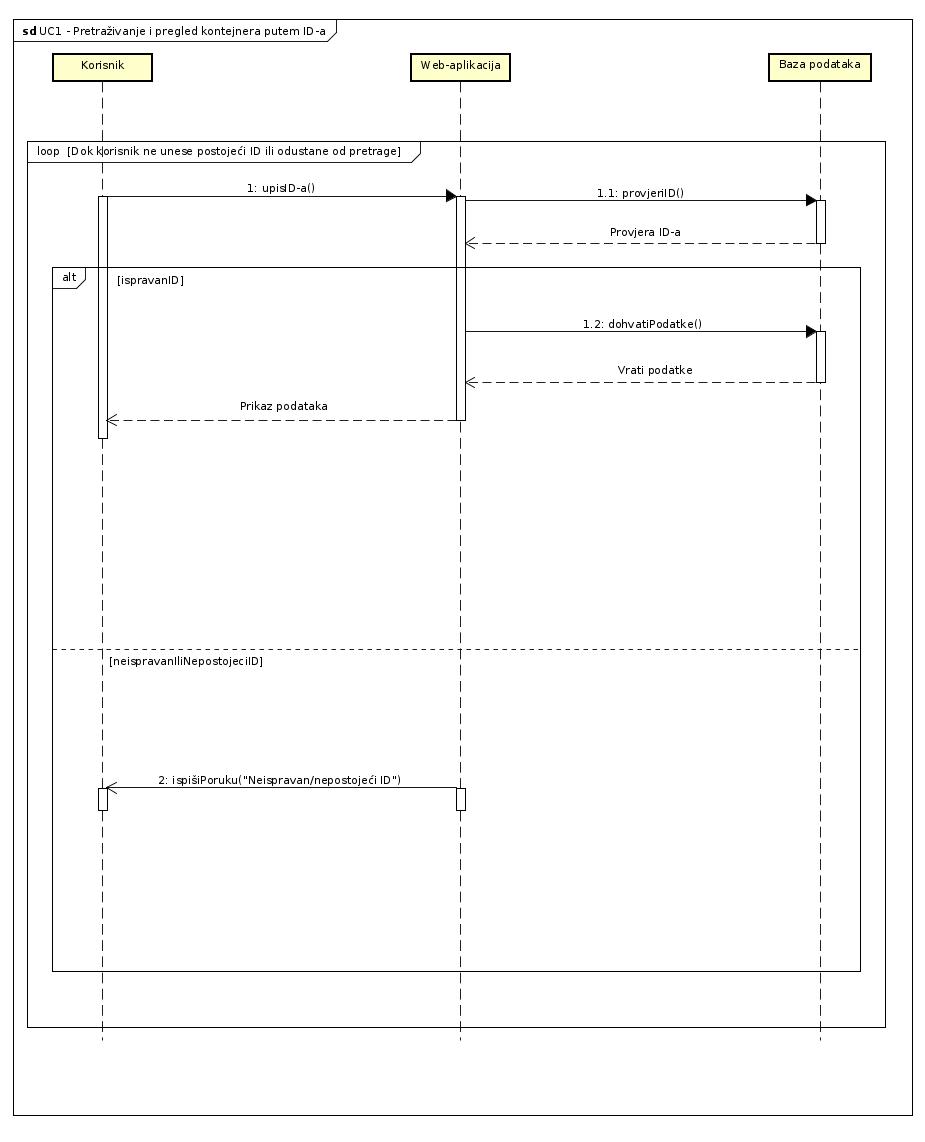 sd UC1 - Pretraživanje i pregled kontejnera putem ID-a
Korisnik
Web-aplikacija
Baza podataka
loop [Dok korisnik ne unese postojeći ID ili odustane od pretrage]
1: upisID-a()
1.1: provjeriID()
Provjera ID-a
alt
[ispravanID]
1.2: dohvatiPodatke()
Vrati podatke
Prikaz podataka
[neispravanIliNepostojeciID]
2: ispišiPoruku("Neispravan/nepostojeći ID")